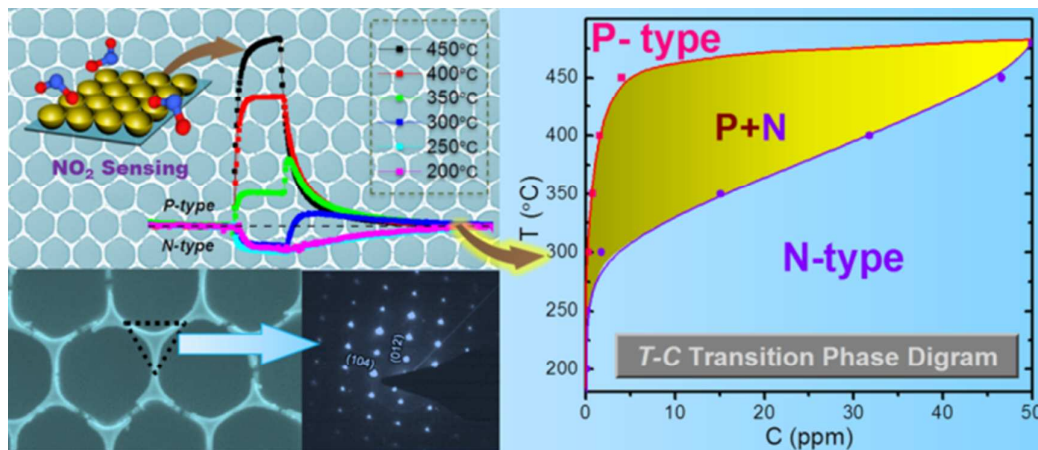 450°C
400°C
350°C
300°C
250°C
200°C
NO₂ Sensing
P-type
N-type
(104)
(012)
P- type
P+N
N-type
T-C Transition Phase Digram
T (°C)
450
400
350
300
250
200
0
10
20
30
40
50
C (ppm)